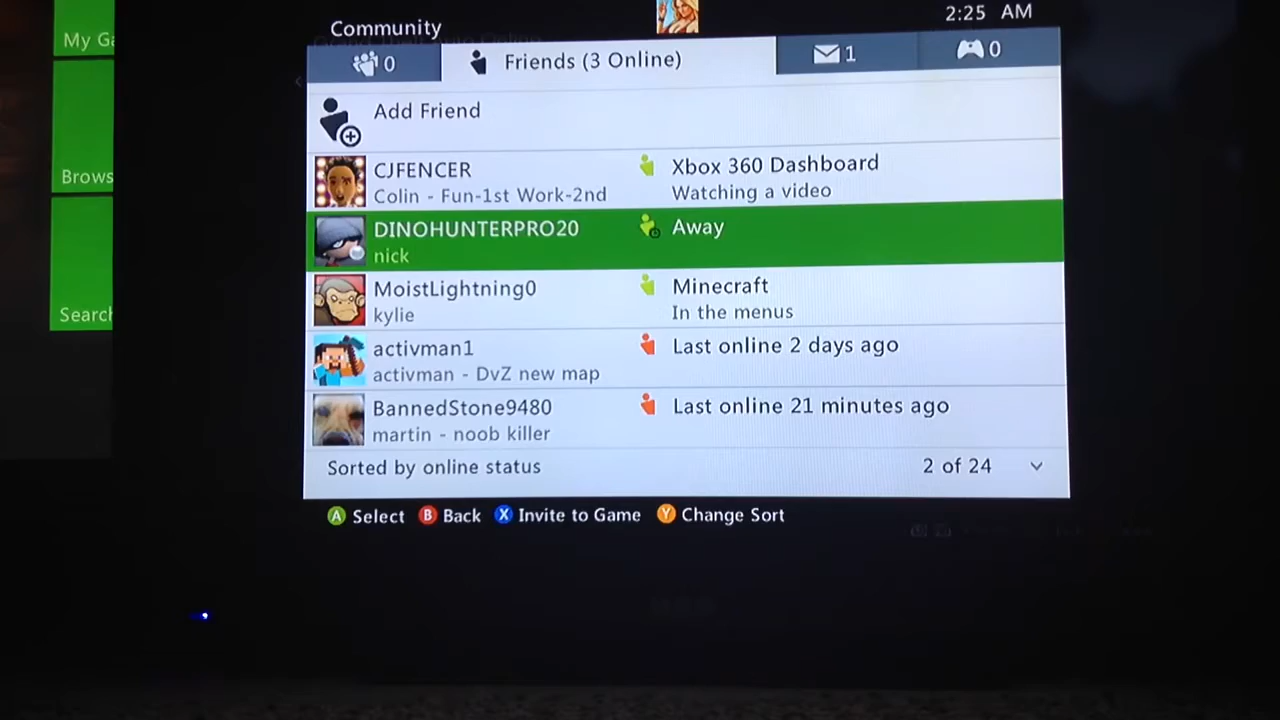 Community
2:25 AM
My Ga
0
Friends (3 Online)
1
0
Add Friend
CJFENCER
Xbox 360 Dashboard
Colin - Fun-1st Work-2nd
Watching a video
Brows
DINOHUNTERPRO20
Away
nick
MoistLightning0
Minecraft
kylie
In the menus
Search
activman1
Last online 2 days ago
activman - DvZ new map
BannedStone9480
Last online 21 minutes ago
martin - noob killer
Sorted by online status
2 of 24
A Select B Back X Invite to Game Y Change Sort